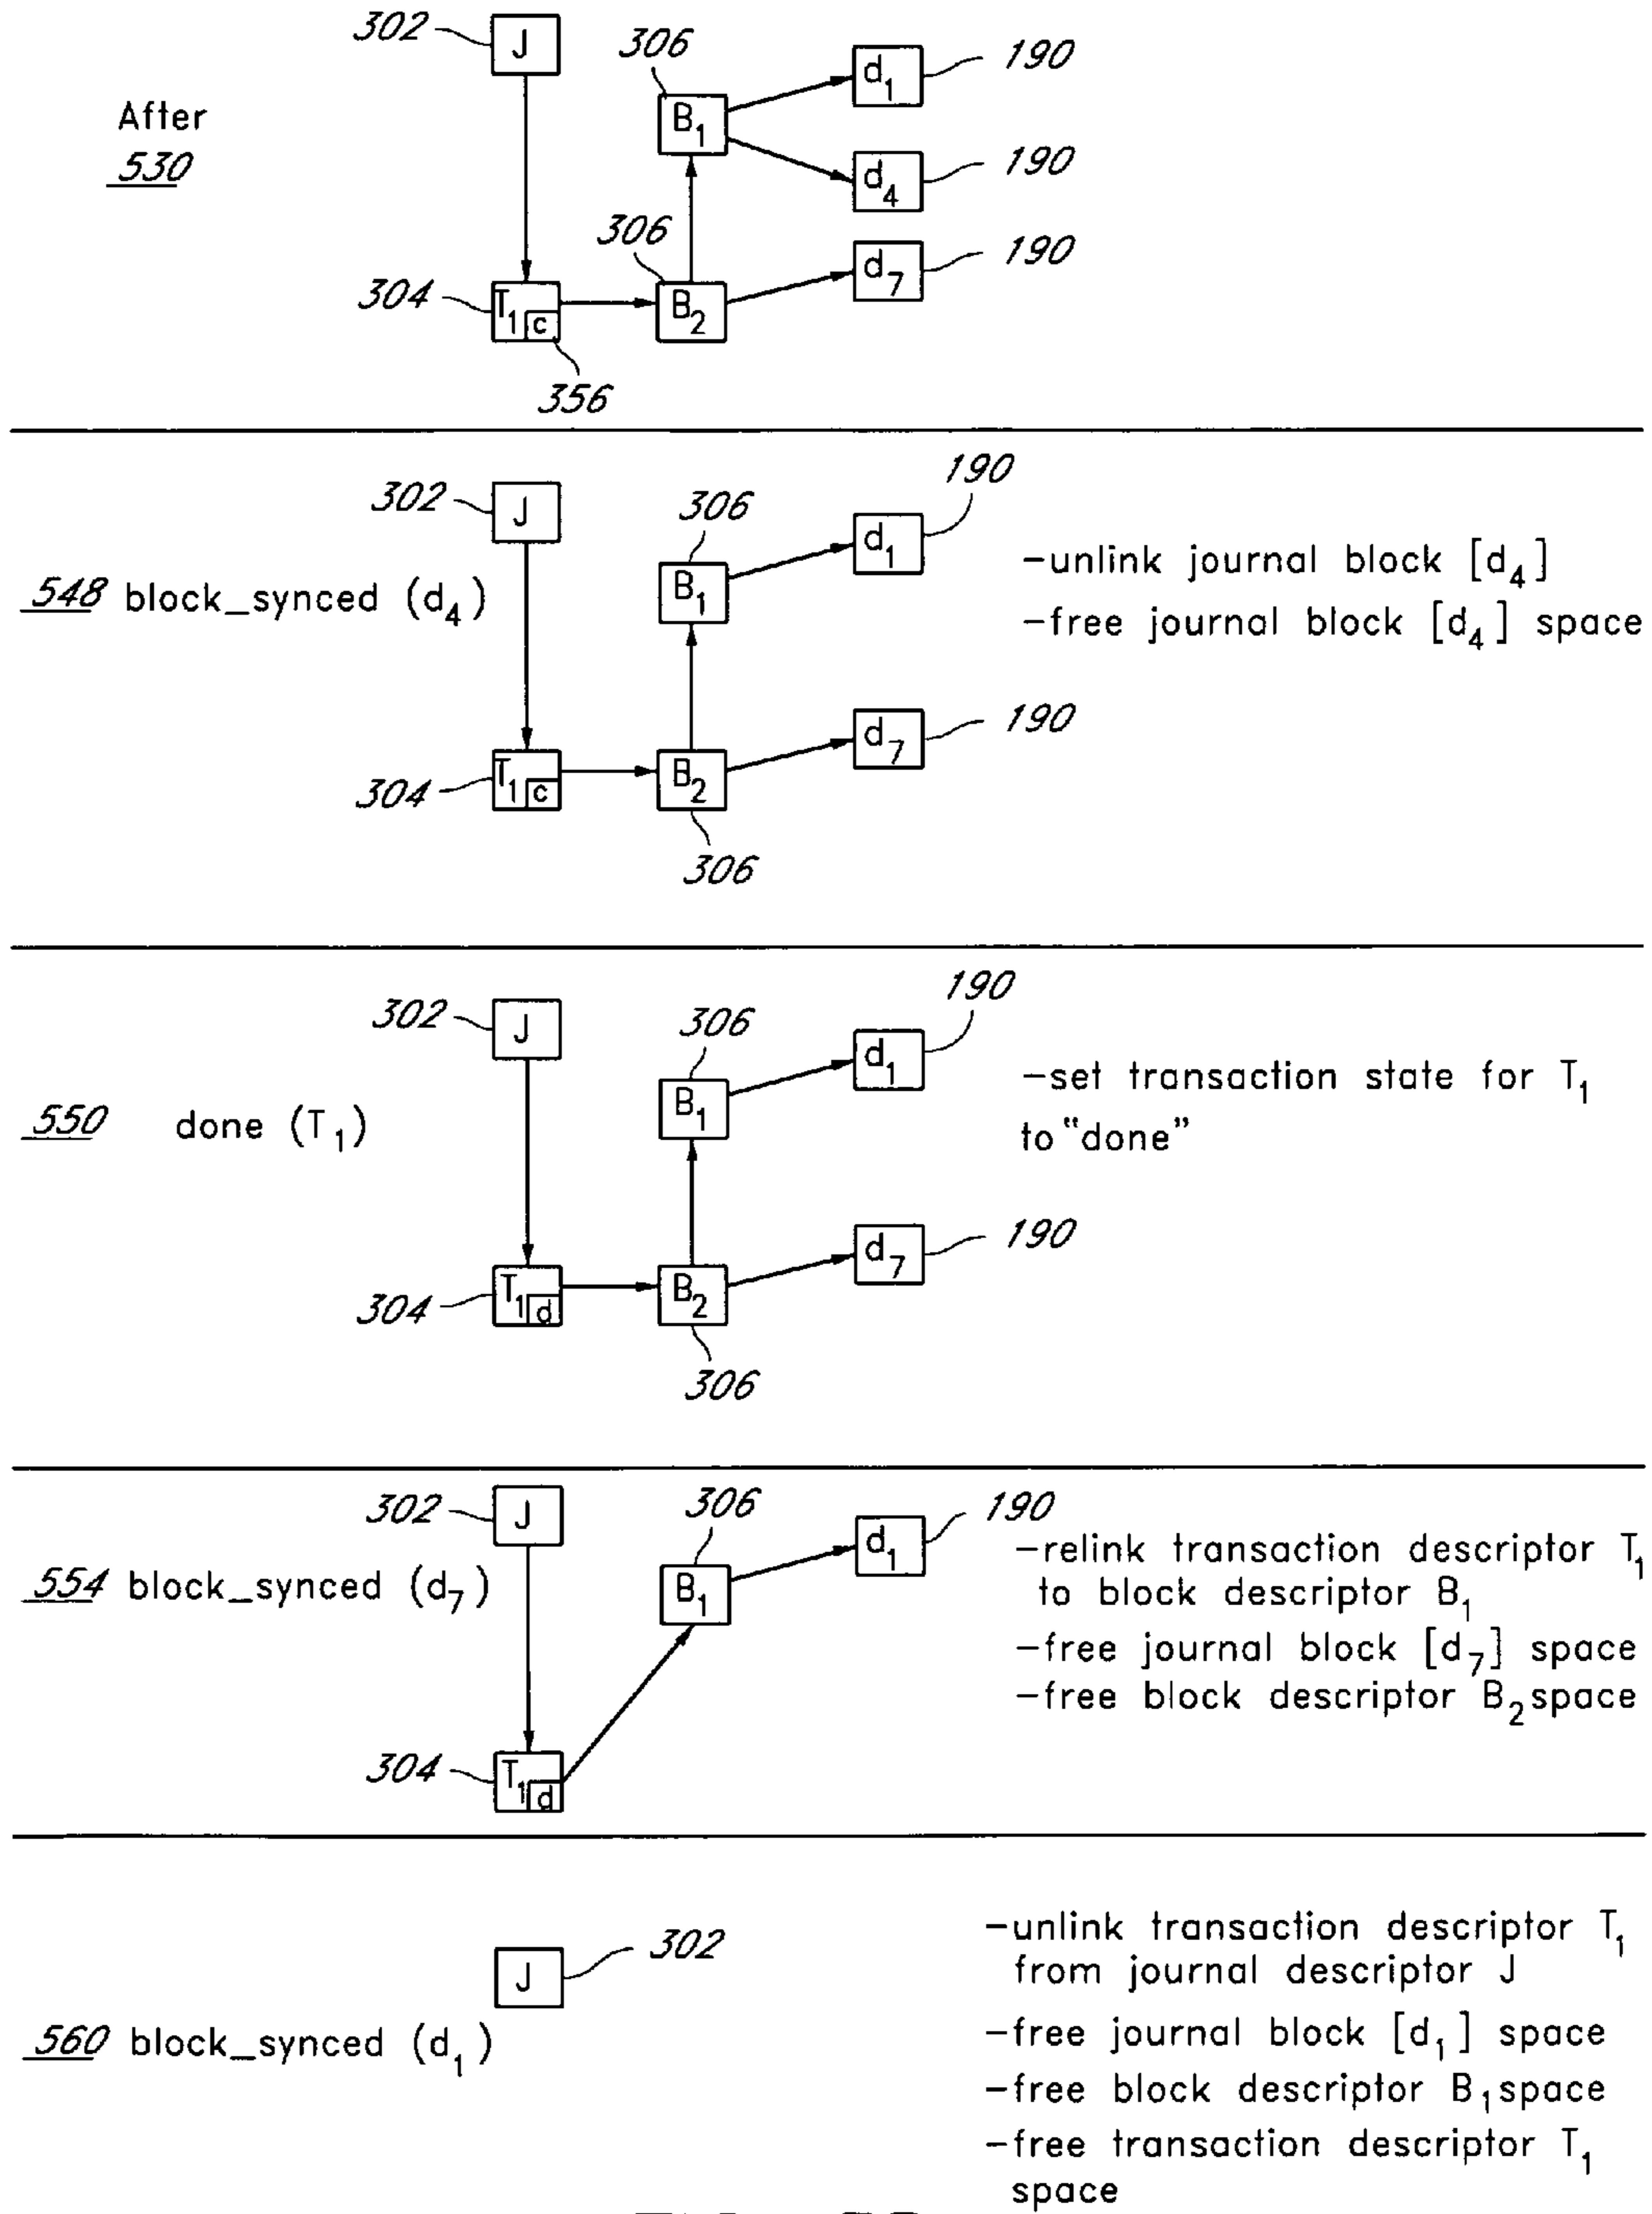 302
J
306
d1
190
After
530
B1
d4
190
306
d7
190
304
T1
c
B2
356
302
J
306
190
d1
548 block_synced (d4)
B1
-unlink journal block [d4]
-free journal block [d4] space
304
T1
c
B2
d7
190
306
302
J
306
190
d1
550 done (T1)
B1
-set transaction state for T1
to "done"
304
T1
d
B2
d7
190
306
302
J
306
d1
190
554 block_synced (d7)
B1
-relink transaction descriptor T1
to block descriptor B1
-free journal block [d7] space
-free block descriptor B2 space
304
T1
d
J
302
560 block_synced (d1)
-unlink transaction descriptor T1
from journal descriptor J
-free journal block [d1] space
-free block descriptor B1 space
-free transaction descriptor T1
space